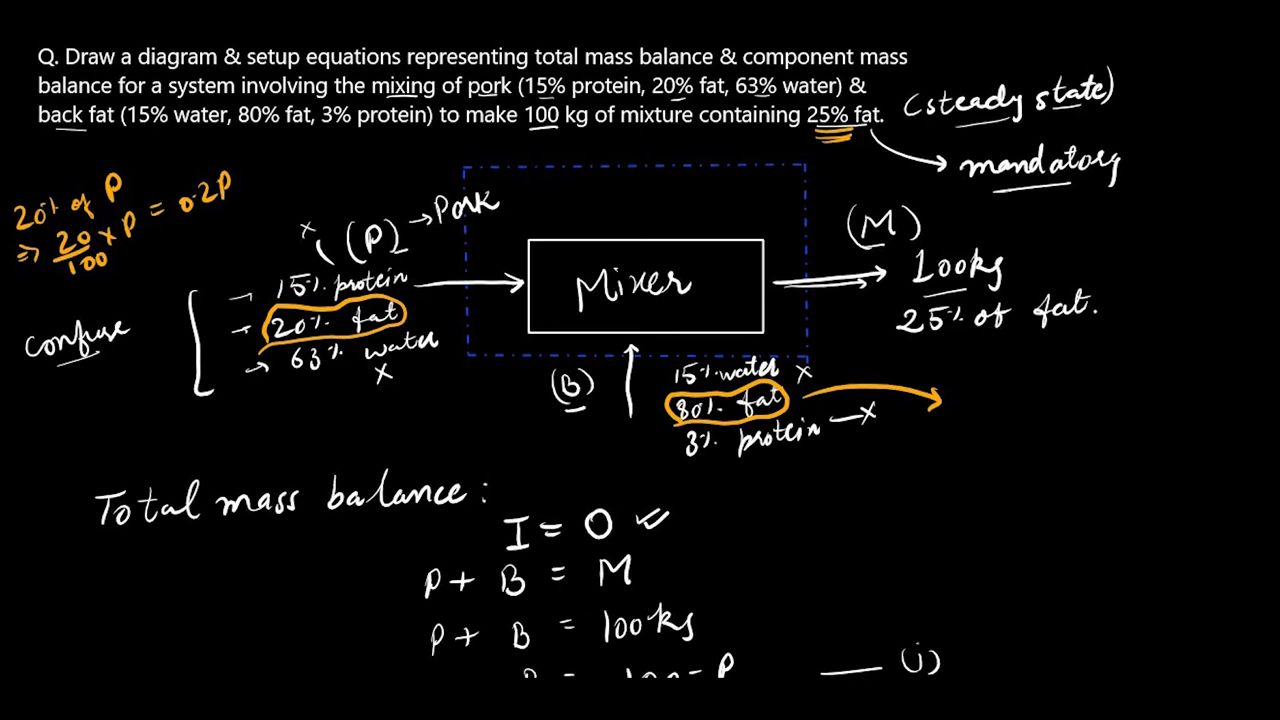 Q. Draw a diagram & setup equations representing total mass balance & component mass
balance for a system involving the mixing of pork (15% protein, 20% fat, 63% water) &
back fat (15% water, 80% fat, 3% protein) to make 100 kg of mixture containing 25% fat.
(steady state)
mandatory
20% of P
⇒ 20/100 × P = 0.2P
x
(P) → Pork
(M)
→ 15% protein
→ 20% fat
→ 63% water
x
confuse
Mixer
100kg
25% of fat.
(B)
15% water x
80% fat
3% protein — x
Total mass balance:
I = O ✓
P + B = M
P + B = 100kg
B = 100 - P — (i)